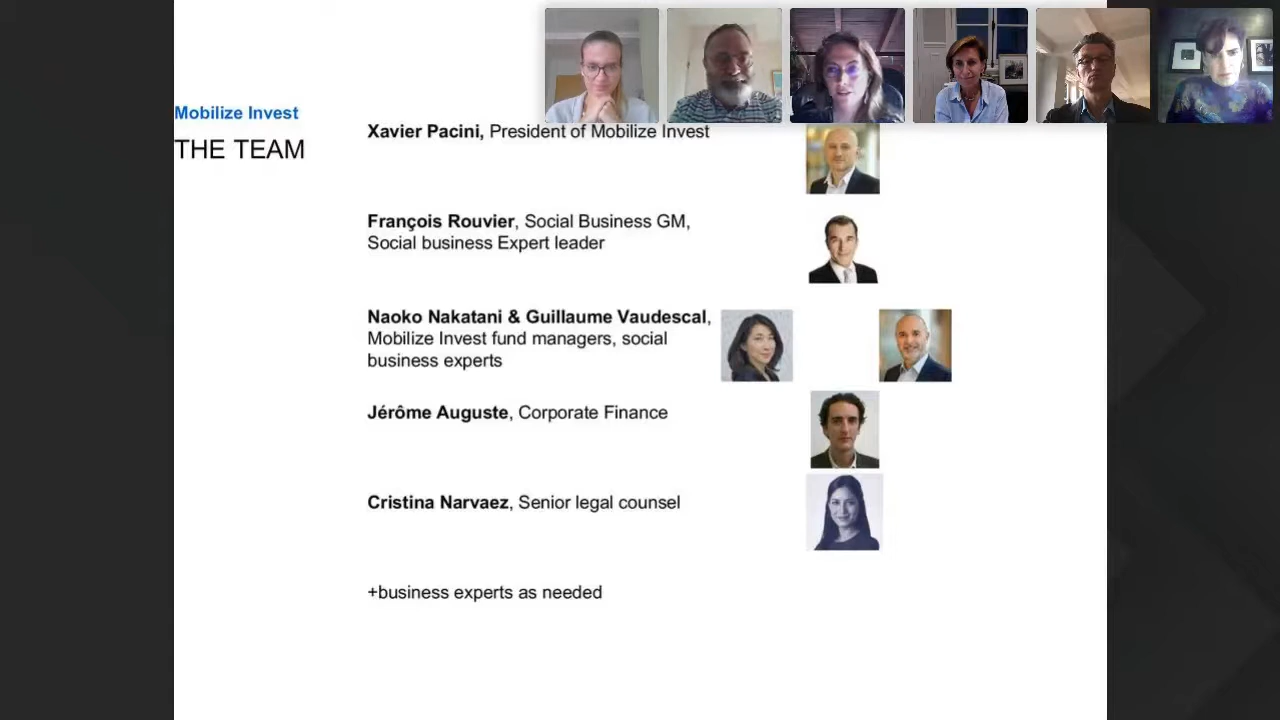 Mobilize Invest
THE TEAM
Xavier Pacini, President of Mobilize Invest
François Rouvier, Social Business GM,
Social business Expert leader
Naoko Nakatani & Guillaume Vaudescal,
Mobilize Invest fund managers, social
business experts
Jérôme Auguste, Corporate Finance
Cristina Narvaez, Senior legal counsel
+business experts as needed